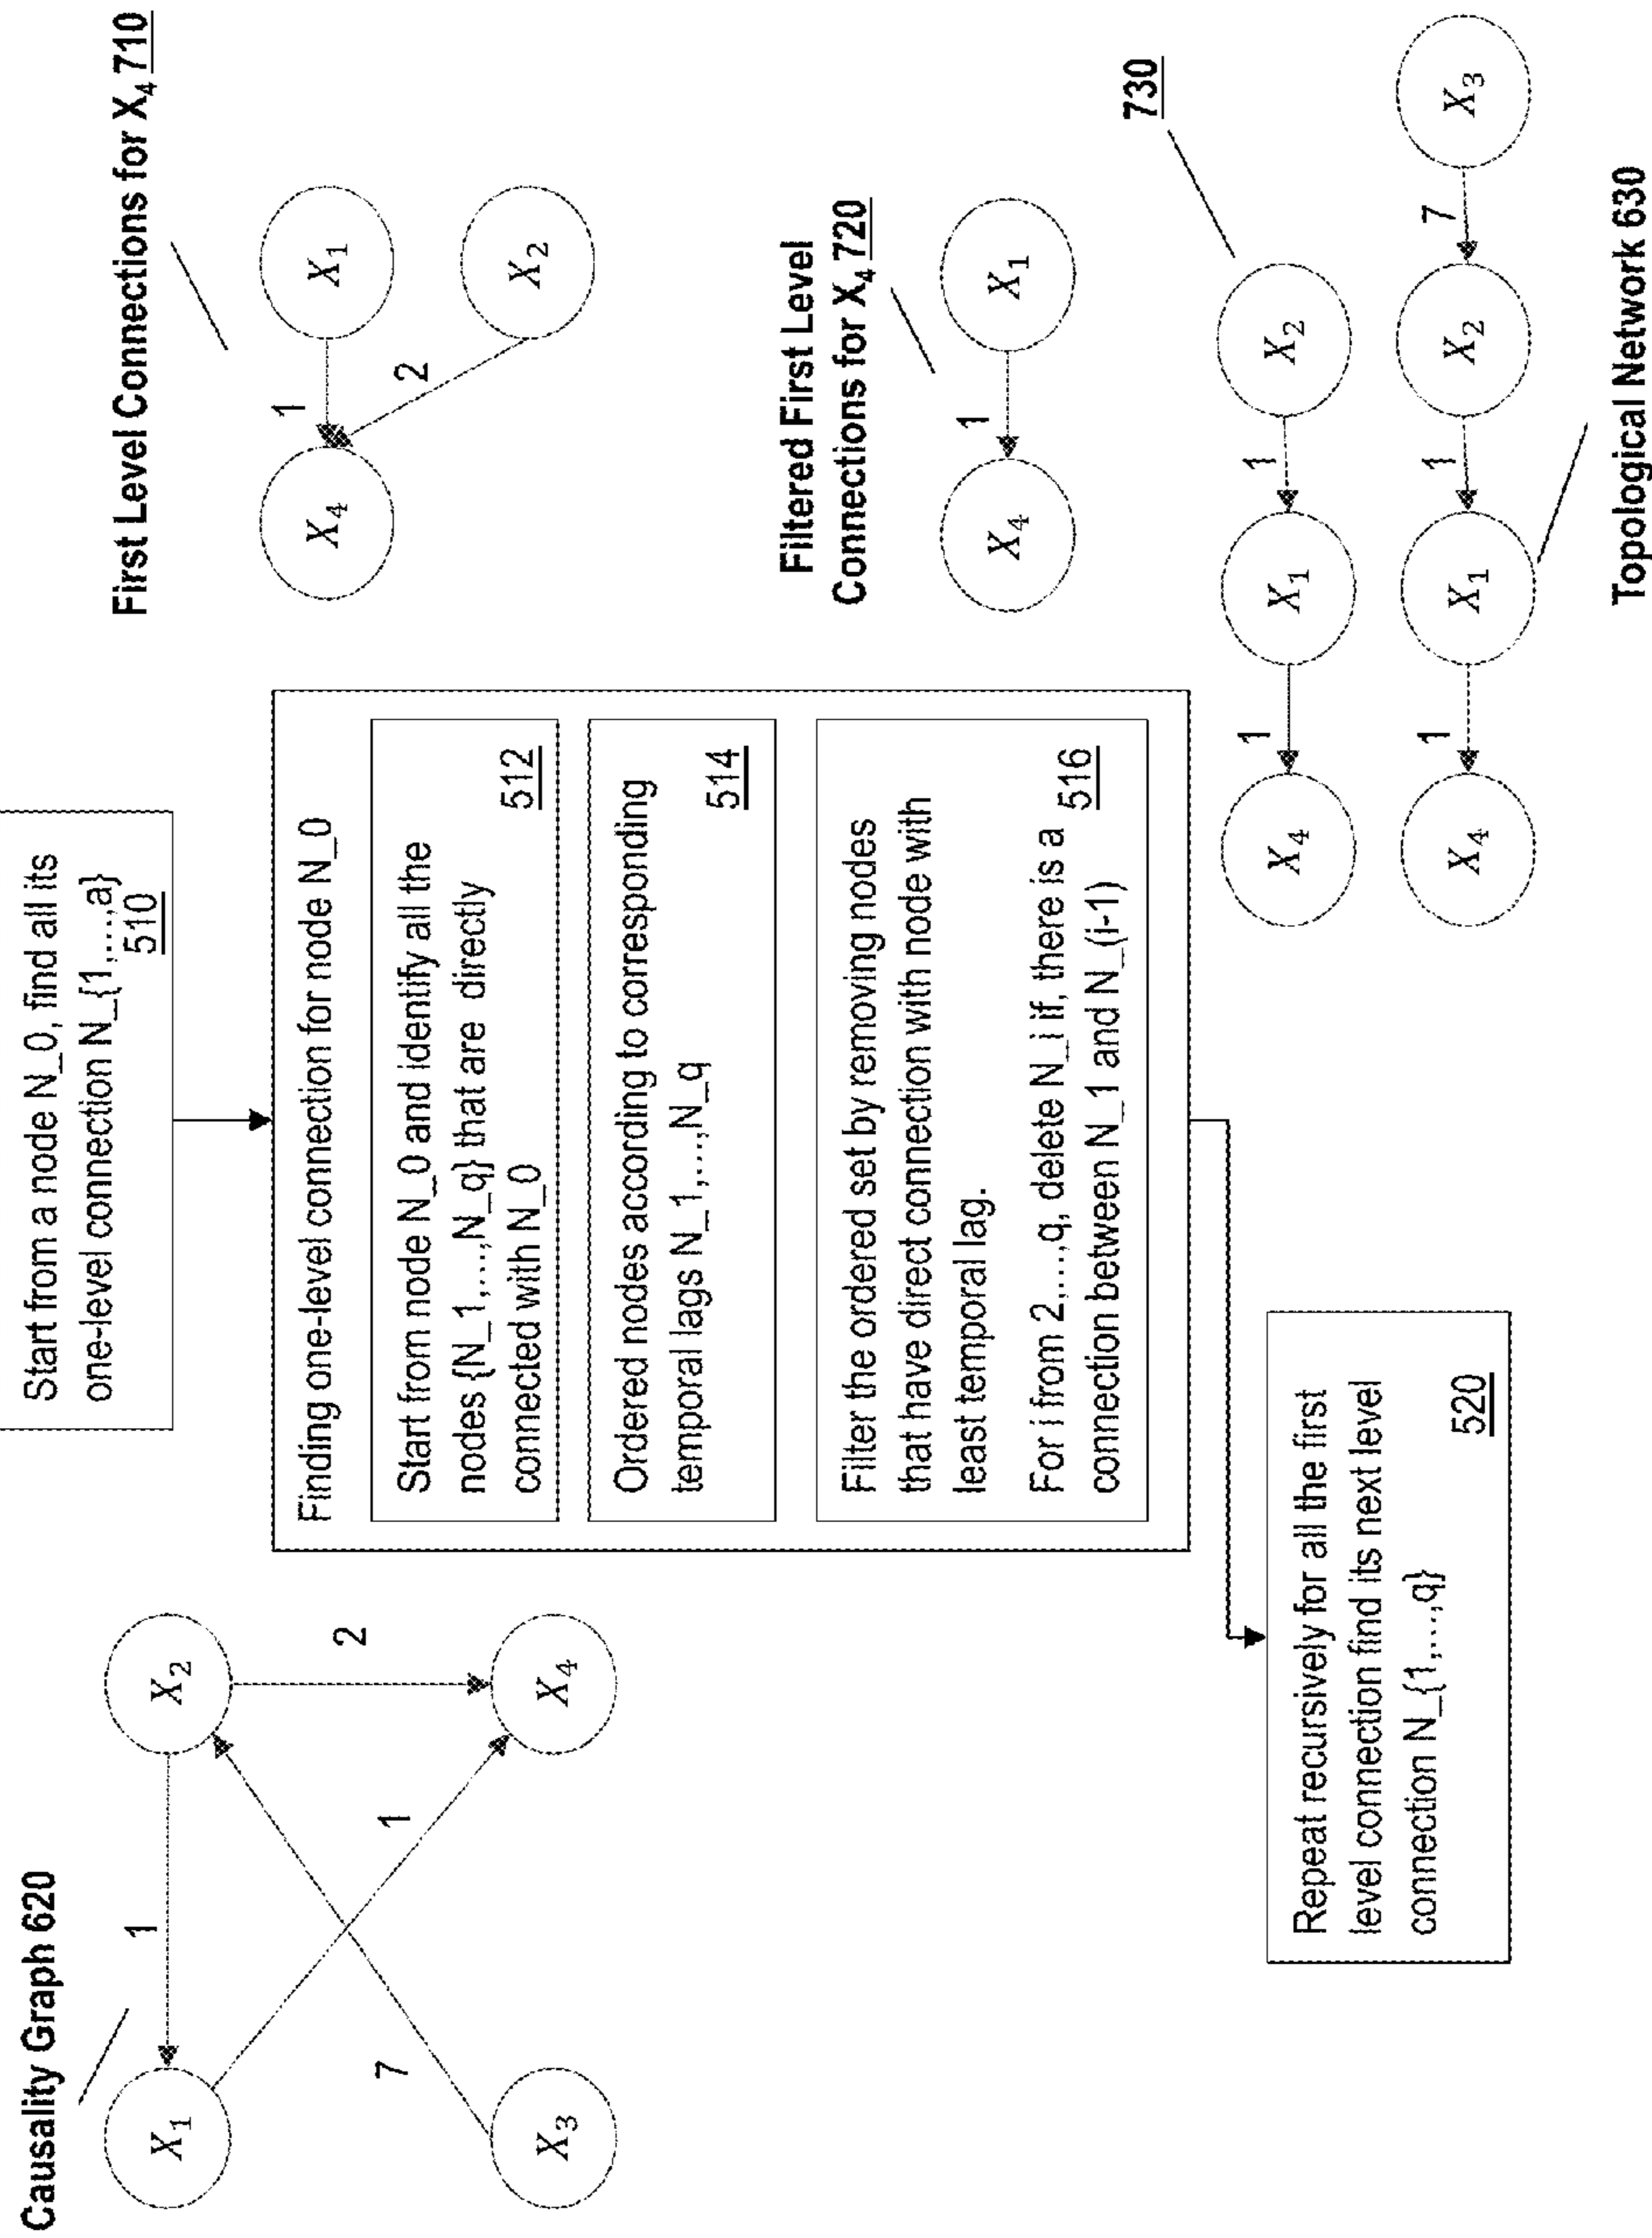 Causality Graph 620
X₁
1
X₂
7
1
2
X₃
X₄
Start from a node N_0, find all its
one-level connection N_{1,...,a}
510
Finding one-level connection for node N_0
Start from node N_0 and identify all the
nodes {N_1,...,N_q} that are directly
connected with N_0
512
Ordered nodes according to corresponding
temporal lags N_1,...,N_q
514
Filter the ordered set by removing nodes
that have direct connection with node with
least temporal lag.
For i from 2,...,q, delete N_i if, there is a
connection between N_1 and N_(i-1)
516
Repeat recursively for all the first
level connection find its next level
connection N_{1,...,q}
520
First Level Connections for X₄ 710
X₄
1
X₁
2
X₂
Filtered First Level
Connections for X₄ 720
X₄
1
X₁
730
X₄
1
X₁
1
X₂
X₄
1
X₁
1
X₂
7
X₃
Topological Network 630